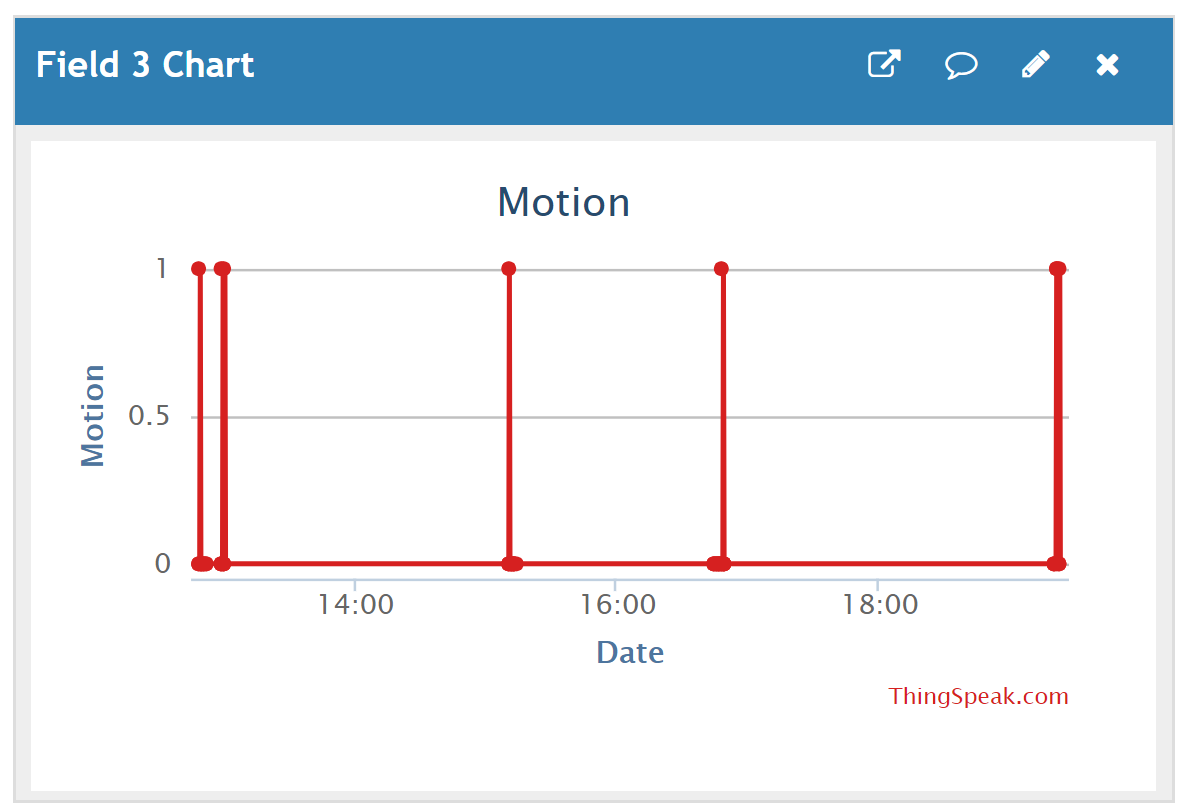 Field 3 Chart
Motion
1
0.5
0
Motion
14:00 16:00 18:00
Date
ThingSpeak.com